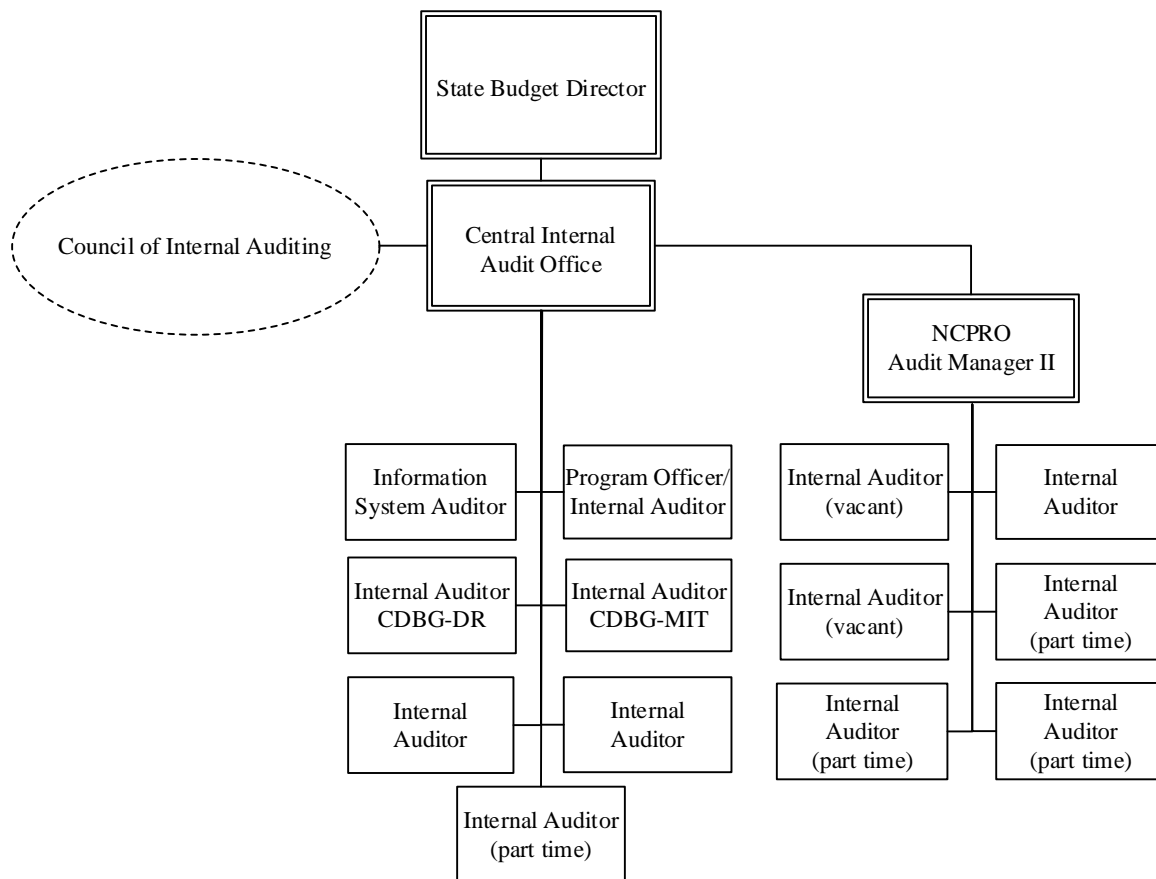 State Budget Director
Council of Internal Auditing
Central Internal
Audit Office
NCPRO
Audit Manager II
Information
System Auditor
Program Officer/
Internal Auditor
Internal Auditor
(vacant)
Internal
Auditor
Internal Auditor
CDBG-DR
Internal Auditor
CDBG-MIT
Internal Auditor
(vacant)
Internal
Auditor
(part time)
Internal
Auditor
Internal
Auditor
Internal
Auditor
(part time)
Internal
Auditor
(part time)
Internal Auditor
(part time)